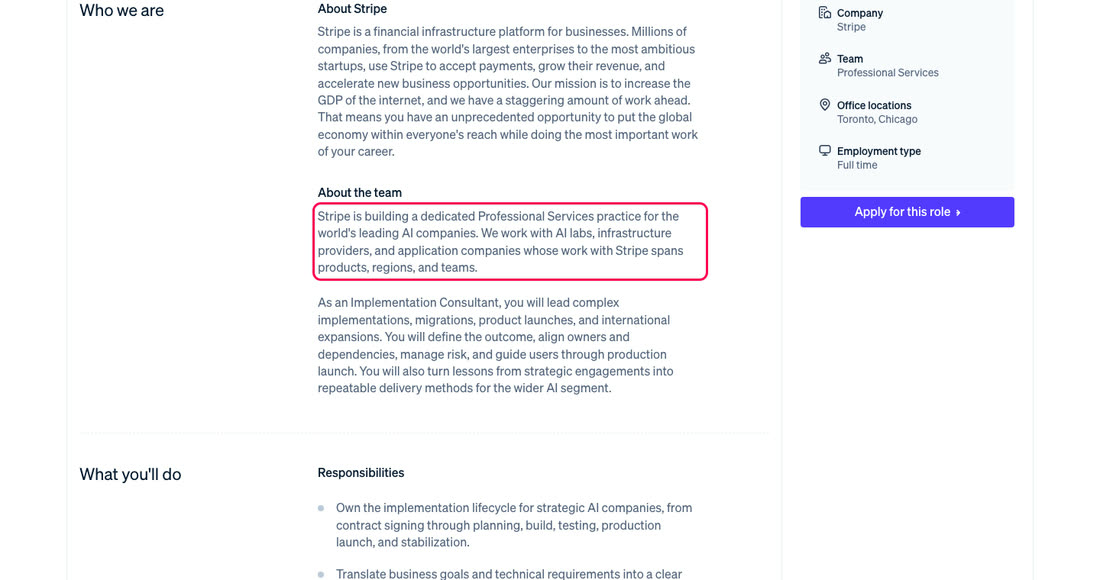 Who we are
About Stripe
Stripe is a financial infrastructure platform for businesses. Millions of
companies, from the world's largest enterprises to the most ambitious
startups, use Stripe to accept payments, grow their revenue, and
accelerate new business opportunities. Our mission is to increase the
GDP of the internet, and we have a staggering amount of work ahead.
That means you have an unprecedented opportunity to put the global
economy within everyone's reach while doing the most important work
of your career.
About the team
Stripe is building a dedicated Professional Services practice for the
world's leading AI companies. We work with AI labs, infrastructure
providers, and application companies whose work with Stripe spans
products, regions, and teams.
As an Implementation Consultant, you will lead complex
implementations, migrations, product launches, and international
expansions. You will define the outcome, align owners and
dependencies, manage risk, and guide users through production
launch. You will also turn lessons from strategic engagements into
repeatable delivery methods for the wider AI segment.
What you'll do
Responsibilities
Own the implementation lifecycle for strategic AI companies, from
contract signing through planning, build, testing, production
launch, and stabilization.
Translate business goals and technical requirements into a clear
Company
Stripe
Team
Professional Services
Office locations
Toronto, Chicago
Employment type
Full time
Apply for this role